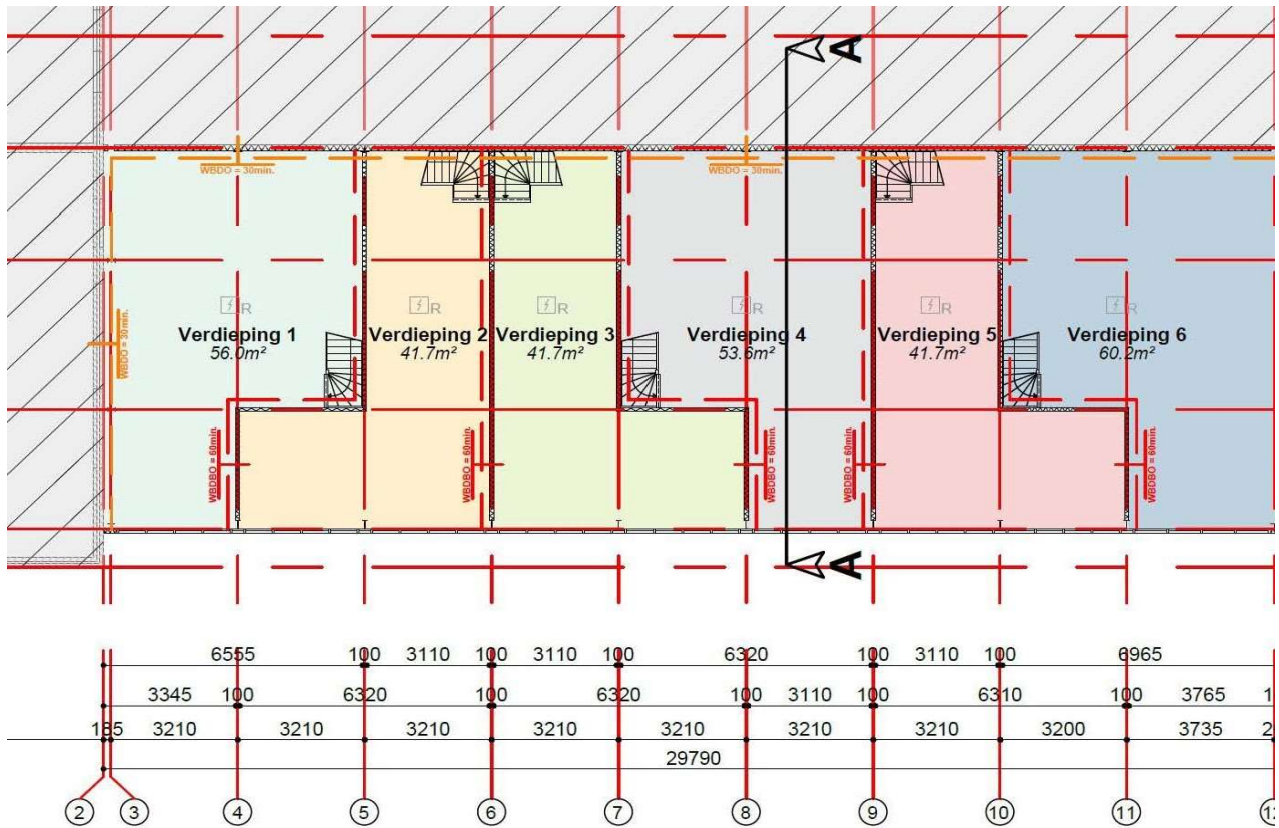 A
WBDO = 30min.
WBDO = 30min.
R
R
R
R
R
R
Verdieping 1
56.0m²
Verdieping 2
41.7m²
Verdieping 3
41.7m²
Verdieping 4
53.6m²
Verdieping 5
41.7m²
Verdieping 6
60.2m²
WBDO = 30min.
WBDBO = 60min.
WBDBO = 60min.
WBDBO = 60min.
WBDBO = 60min.
WBDBO = 60min.
A
6555 100 3110 100 3110 100 6320 100 3110 100 6965
3345 100 6320 100 6320 100 3110 100 6310 100 3765
185 3210 3210 3210 3210 3210 3210 3210 3200 3735
29790
2 3 4 5 6 7 8 9 10 11 12